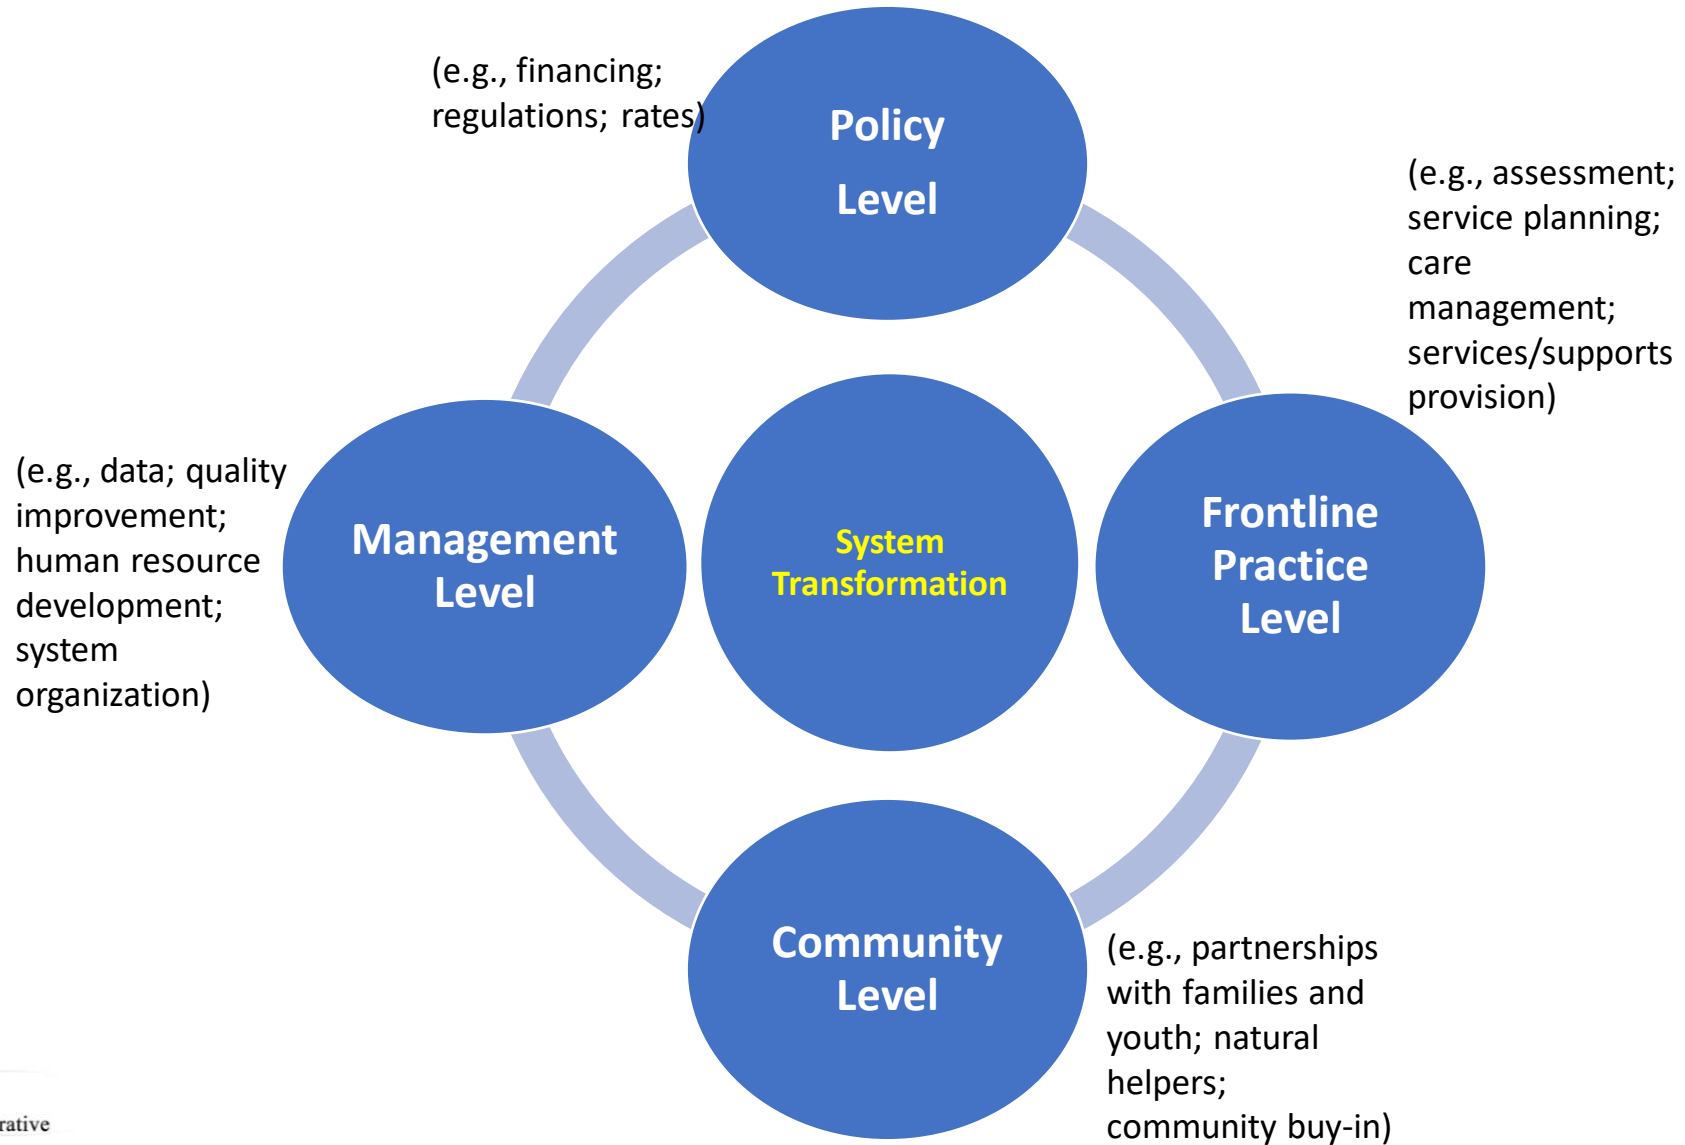 (e.g., financing;
regulations; rates)
Policy
Level
(e.g., assessment;
service planning;
care
management;
services/supports
provision)
(e.g., data; quality
improvement;
human resource
development;
system
organization)
Management
Level
System
Transformation
Frontline
Practice
Level
Community
Level
(e.g., partnerships
with families and
youth; natural
helpers;
community buy-in)
rative